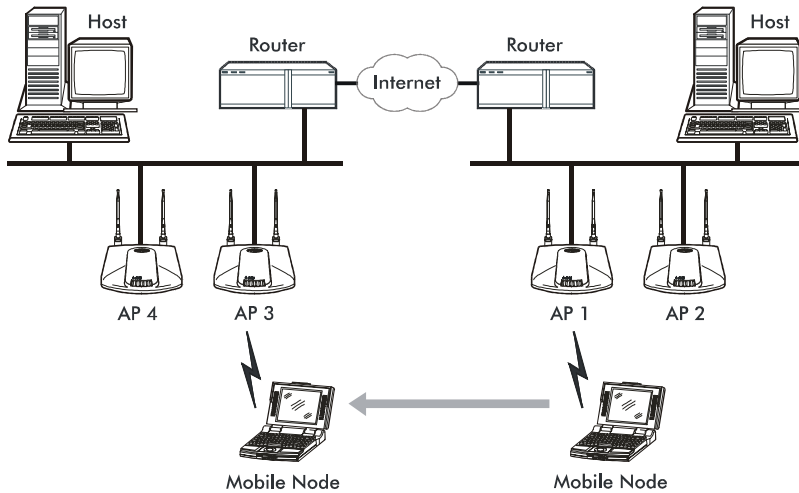 Host
Router
Internet
Router
Host
AP 4
AP 3
AP 1
AP 2
Mobile Node
Mobile Node